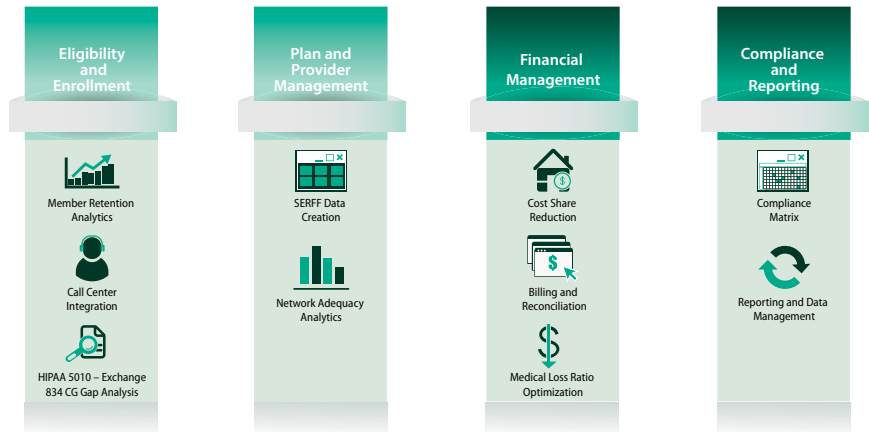 Eligibility
and
Enrollment
Member Retention
Analytics
Call Center
Integration
HIPAA 5010 – Exchange
834 CG Gap Analysis
Plan and
Provider
Management
SERFF Data
Creation
Network Adequacy
Analytics
Financial
Management
$
Cost Share
Reduction
$
Billing and
Reconciliation
$
Medical Loss Ratio
Optimization
Compliance
and
Reporting
Compliance
Matrix
Reporting and Data
Management